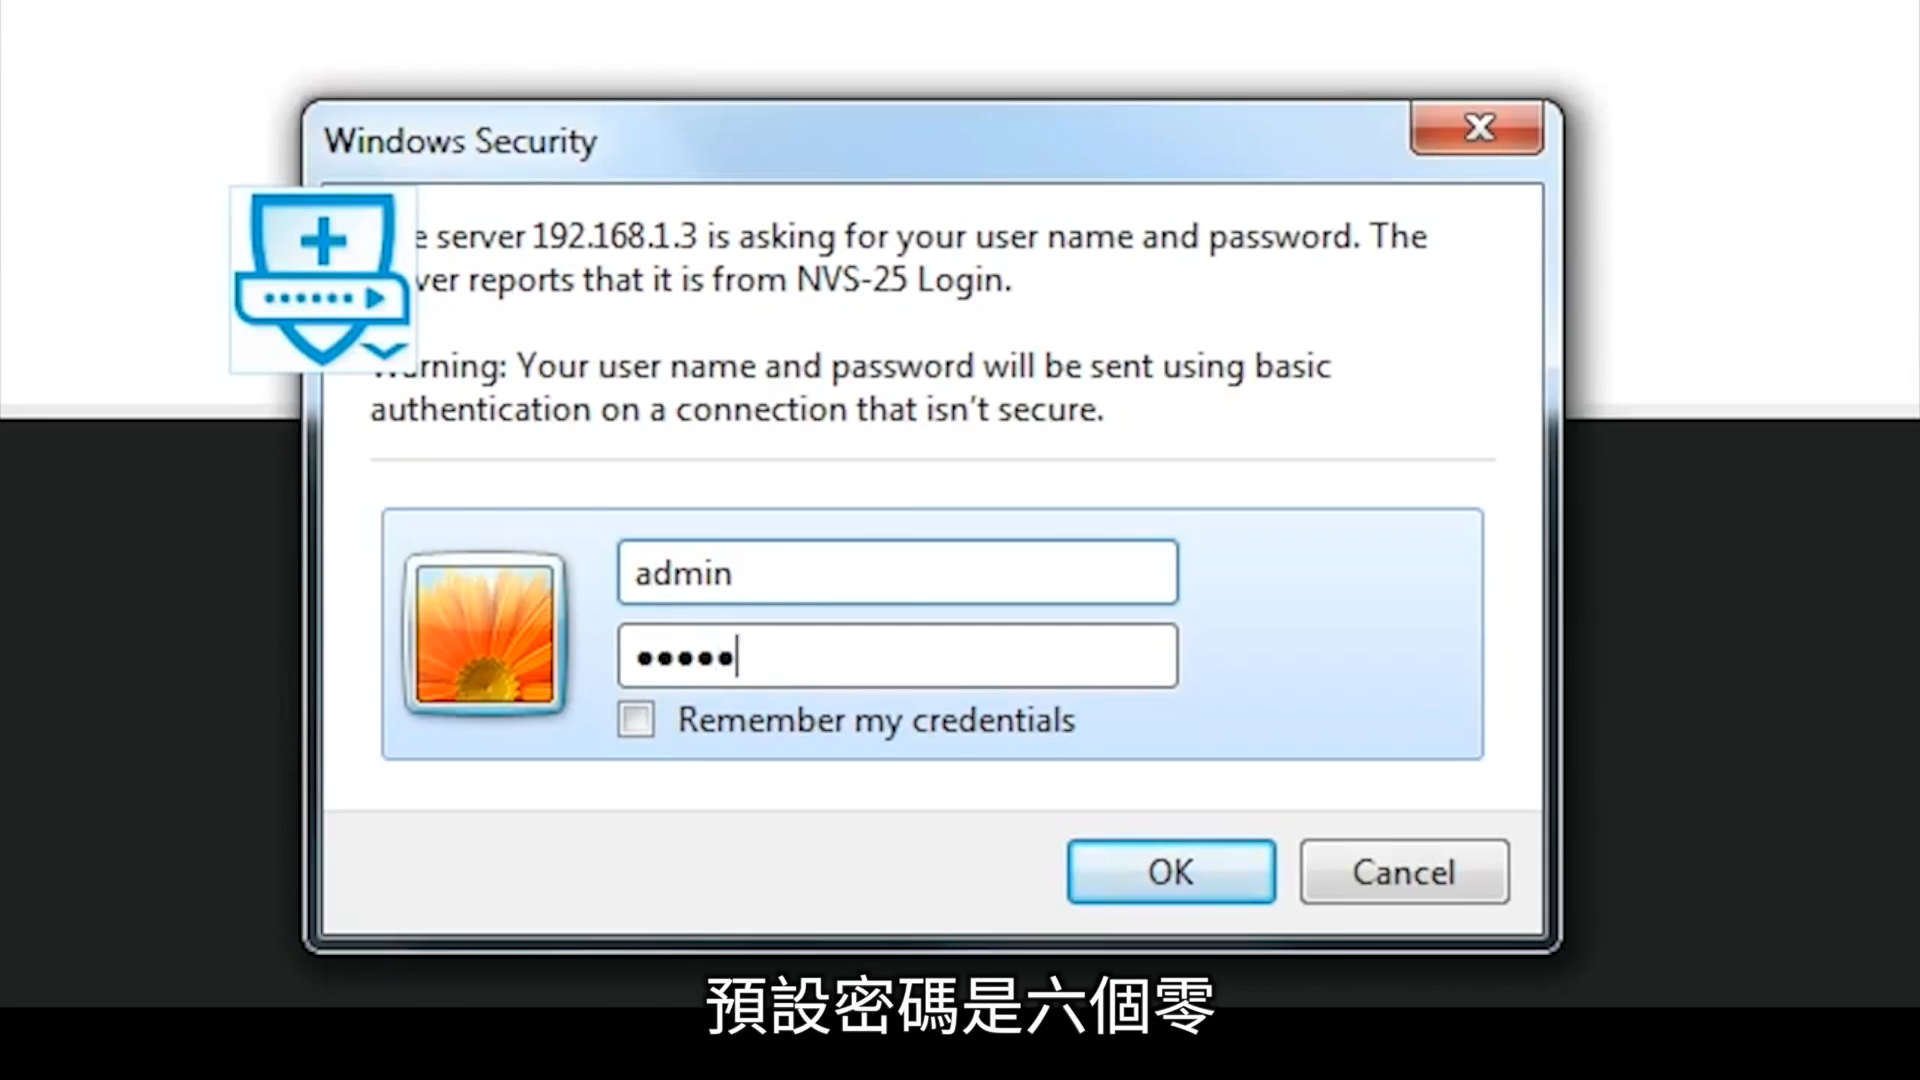 Windows Security
server 192.168.1.3 is asking for your user name and password. The
reports that it is from NVS-25 Login.
Your user name and password will be sent using basic
authentication on a connection that isn't secure.
admin
•••••
Remember my credentials
OK
Cancel
預設密碼是六個零